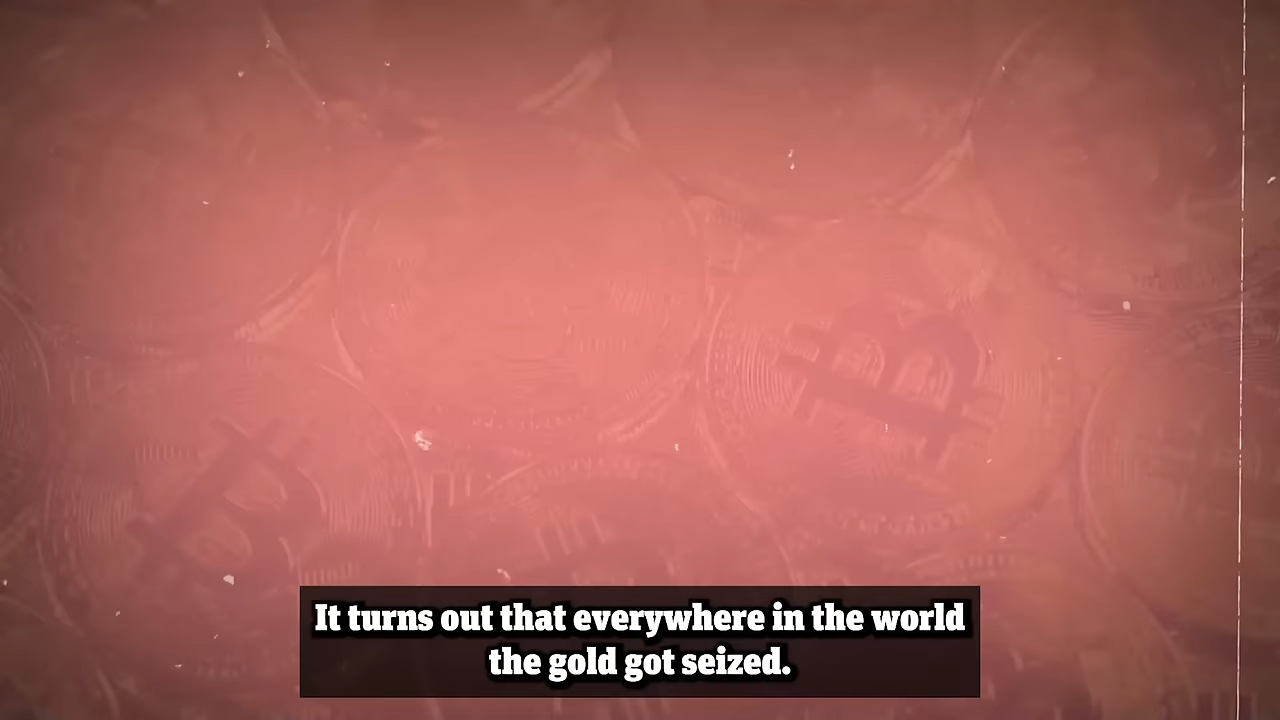 It turns out that everywhere in the world
the gold got seized.